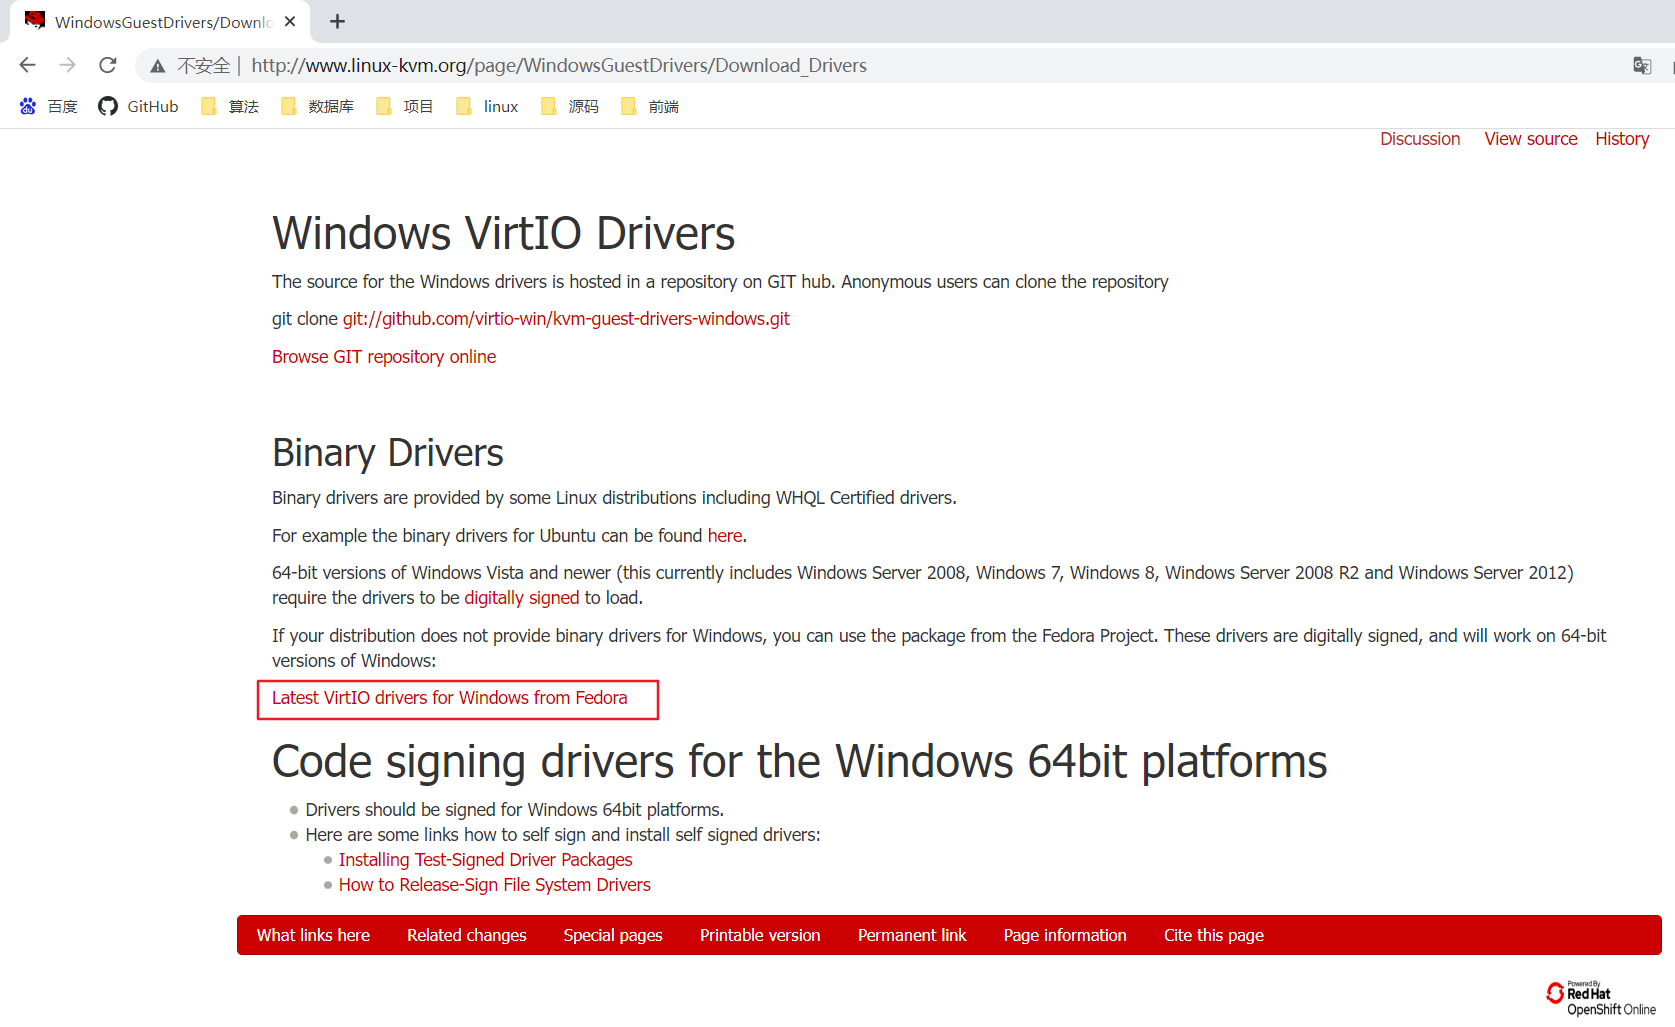 WindowsGuestDrivers/Downlo
不安全 | http://www.linux-kvm.org/page/WindowsGuestDrivers/Download_Drivers
百度 GitHub 算法 数据库 项目 linux 源码 前端
Discussion View source History
Windows VirtIO Drivers
The source for the Windows drivers is hosted in a repository on GIT hub. Anonymous users can clone the repository
git clone git://github.com/virtio-win/kvm-guest-drivers-windows.git
Browse GIT repository online
Binary Drivers
Binary drivers are provided by some Linux distributions including WHQL Certified drivers.
For example the binary drivers for Ubuntu can be found here.
64-bit versions of Windows Vista and newer (this currently includes Windows Server 2008, Windows 7, Windows 8, Windows Server 2008 R2 and Windows Server 2012)
require the drivers to be digitally signed to load.
If your distribution does not provide binary drivers for Windows, you can use the package from the Fedora Project. These drivers are digitally signed, and will work on 64-bit
versions of Windows:
Latest VirtIO drivers for Windows from Fedora
Code signing drivers for the Windows 64bit platforms
Drivers should be signed for Windows 64bit platforms.
Here are some links how to self sign and install self signed drivers:
Installing Test-Signed Driver Packages
How to Release-Sign File System Drivers
What links here Related changes Special pages Printable version Permanent link Page information Cite this page
Powered By
Red Hat
OpenShift Online